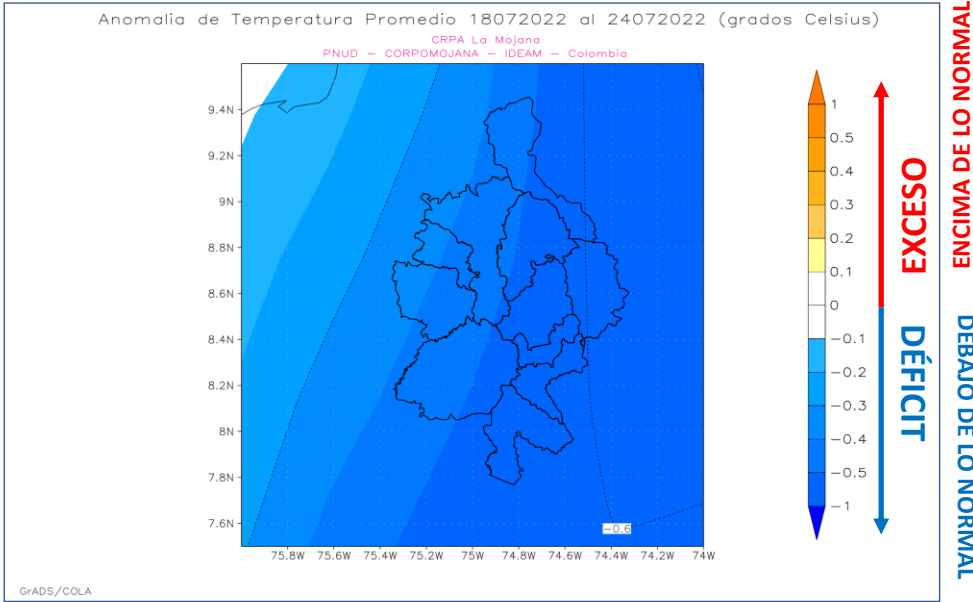 Anomalia de Temperatura Promedio 18072022 al 24072022 (grados Celsius)
CRPA La Mojana
PNUD – CORPOMOJANA – IDEAM – Colombia
9.4N
9.2N
9N
8.8N
8.6N
8.4N
8.2N
8N
7.8N
7.6N
75.8W 75.6W 75.4W 75.2W 75W 74.8W 74.6W 74.4W 74.2W 74W
−0.6
1
0.5
0.4
0.3
0.2
0.1
0
−0.1
−0.2
−0.3
−0.4
−0.5
−1
EXCESO
DÉFICIT
ENCIMA DE LO NORMAL
DEBAJO DE LO NORMAL
GrADS/COLA